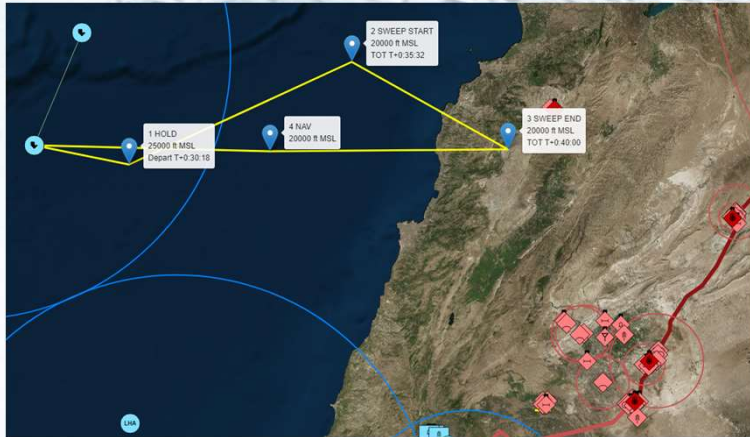 2 SWEEP START
20000 ft MSL
TOT T+0:35:32
1 HOLD
25000 ft MSL
Depart T+0:30:18
4 NAV
20000 ft MSL
3 SWEEP END
20000 ft MSL
TOT T+0:40:00
LHA